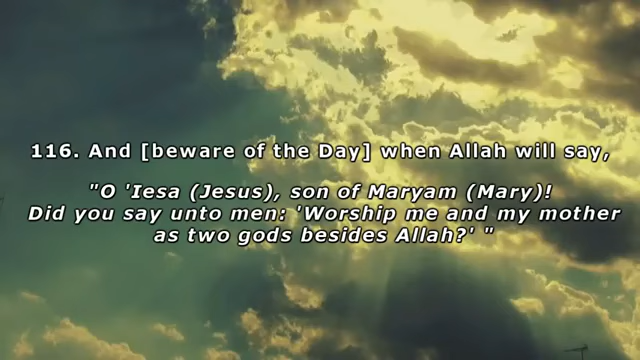 116. And [beware of the Day] when Allah will say,
"O 'Iesa (Jesus), son of Maryam (Mary)!
Did you say unto men: 'Worship me and my mother
as two gods besides Allah?' "